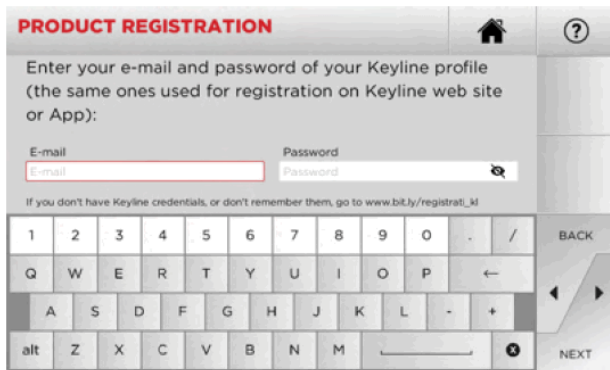 PRODUCT REGISTRATION
?
Enter your e-mail and password of your Keyline profile
(the same ones used for registration on Keyline web site
or App):
E-mail Password
E-mail Password
If you don't have Keyline credentials, or don't remember them, go to www.bit.ly/registrati_kl
1 2 3 4 5 6 7 8 9 0 . / BACK
Q W E R T Y U I O P ←
A S D F G H J K L - +
alt Z X C V B N M NEXT